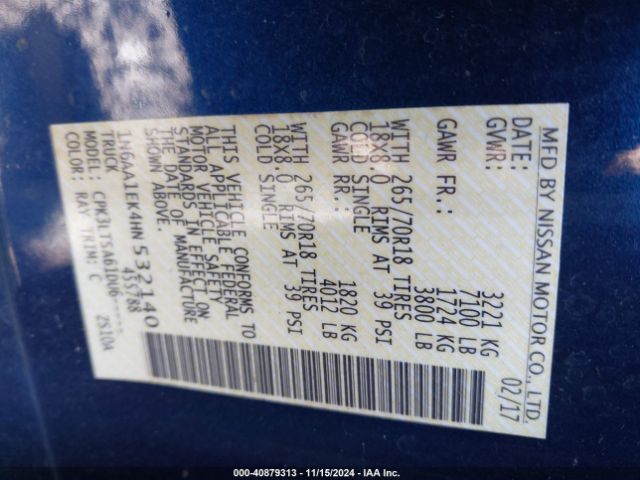 MFD BY NISSAN MOTOR CO., LTD.
DATE: 02/17
GVWR: 3221 KG
7100 LB
GAWR FR.: 1724 KG
3800 LB
WITH 265/70R18 TIRES
18X8.0 RIMS AT 39 PSI
COLD SINGLE
GAWR RR.: 1820 KG
4012 LB
WITH 265/70R18 TIRES
18X8.0 RIMS AT 39 PSI
COLD SINGLE
THIS VEHICLE CONFORMS TO
ALL APPLICABLE FEDERAL
MOTOR VEHICLE SAFETY
STANDARDS IN EFFECT ON
THE DATE OF MANUFACTURE
SHOWN ABOVE.
1N6AA1EK4HN 532140
TRUCK 455788
MODEL:
COLOR: RAY TRIM: C 2S1DA
000-40879313 - 11/15/2024 - IAA Inc.